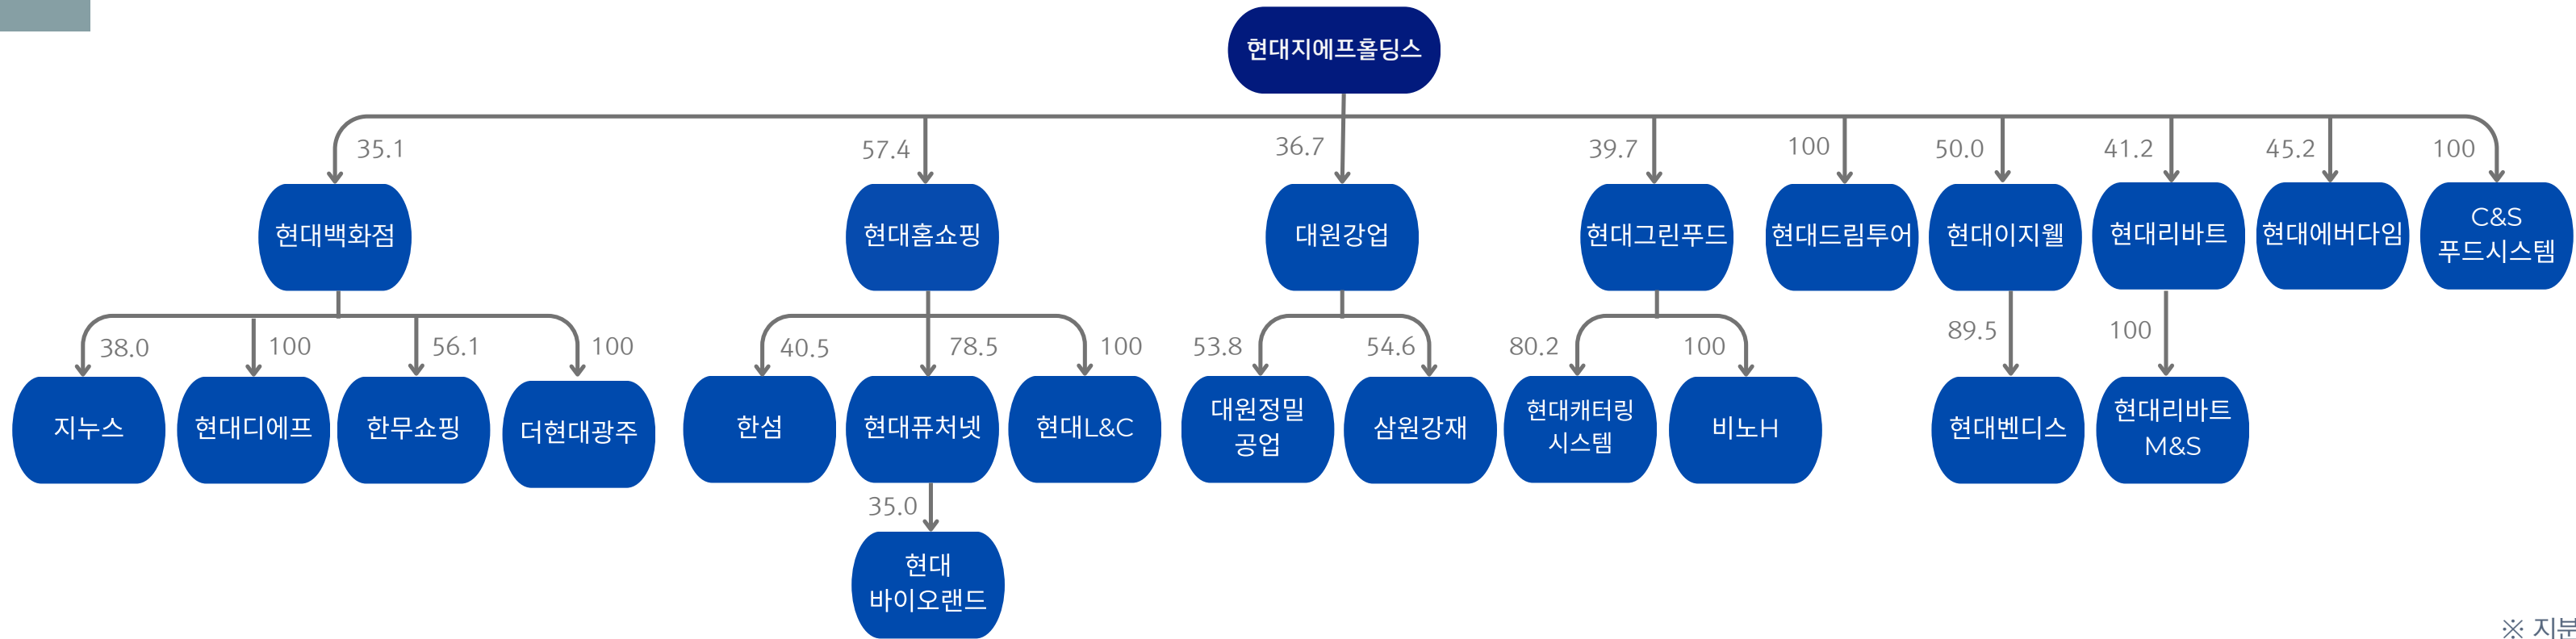 현대지에프홀딩스
35.1
57.4
36.7
39.7
100
50.0
41.2
45.2
100
현대백화점
현대홈쇼핑
대원강업
현대그린푸드
현대드림투어
현대이지웰
현대리바트
현대에버다임
C&S
푸드시스템
38.0
100
56.1
100
40.5
78.5
100
53.8
54.6
80.2
100
89.5
100
지누스
현대디에프
한무쇼핑
더현대광주
한섬
현대퓨처넷
현대L&C
대원정밀
공업
삼원강재
현대캐터링
시스템
비노H
현대벤디스
현대리바트
M&S
35.0
현대
바이오랜드
※ 지분